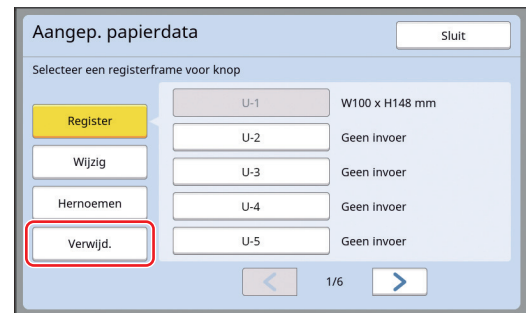 Aangep. papierdata
Sluit
Selecteer een registerframe voor knop
Register
Wijzig
Hernoemen
Verwijd.
U-1 W100 x H148 mm
U-2 Geen invoer
U-3 Geen invoer
U-4 Geen invoer
U-5 Geen invoer
1/6